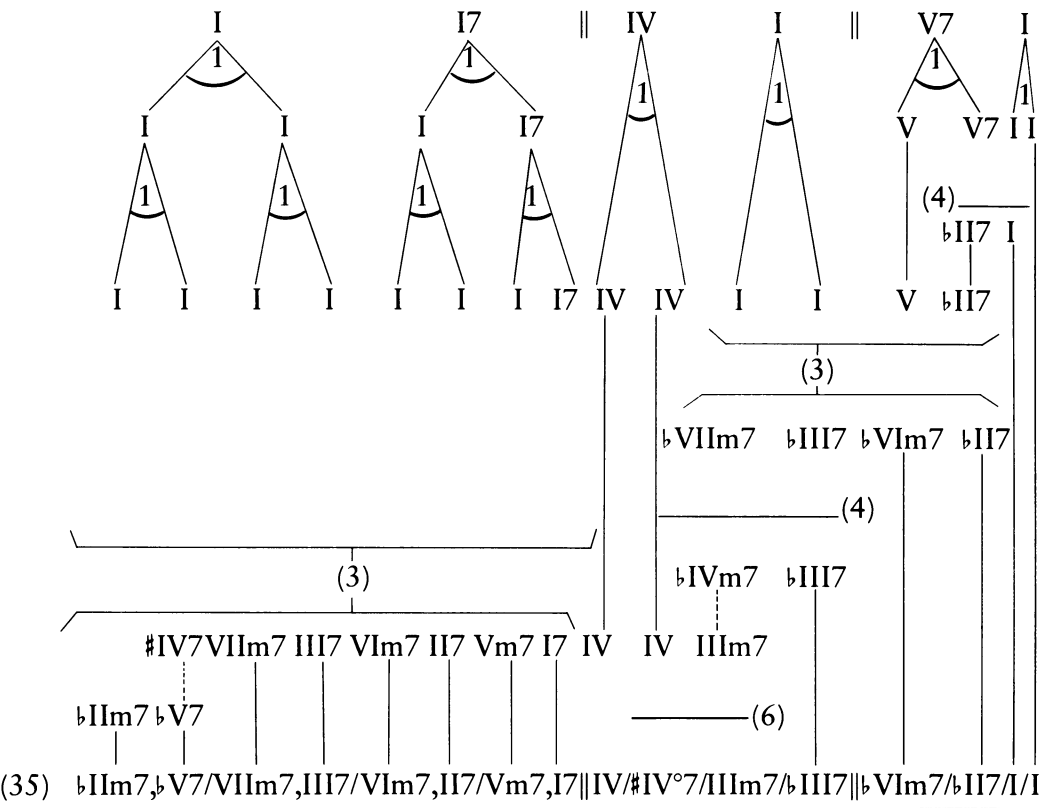 I I7 ‖ IV I ‖ V7 I
1 1 1 1 1 1
I I I I7 V V7 I I
1 1 1 1
(4)
♭II7 I
I I I I I I I I7 IV IV I I V ♭II7
(3)
♭VIIm7 ♭III7 ♭VIm7 ♭II7
(4)
(3) ♭IVm7 ♭III7
♯IV7 VIIm7 III7 VIm7 II7 Vm7 I7 IV IV IIIm7
♭IIm7 ♭V7 (6)
(35) ♭IIm7,♭V7/VIIm7,III7/VIm7,II7/Vm7,I7‖IV/♯IV°7/IIIm7/♭III7‖♭VIm7/♭II7/I/I